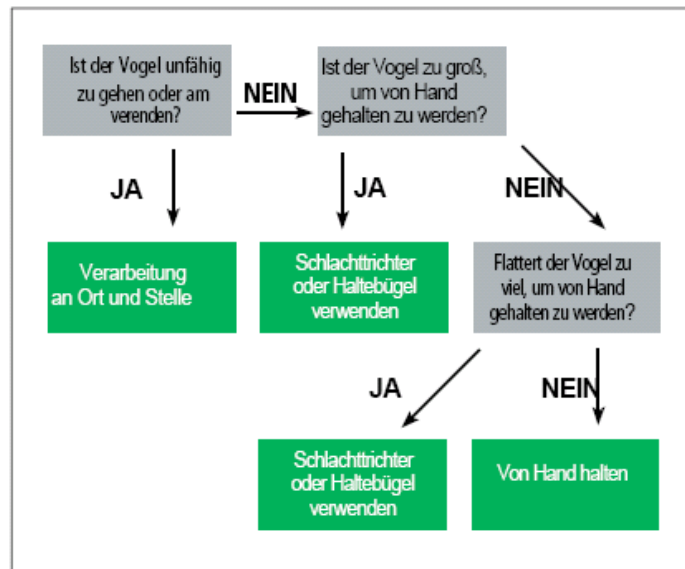 Ist der Vogel unfähig
zu gehen oder am
verenden?
NEIN
Ist der Vogel zu groß,
um von Hand
gehalten zu werden?
JA
JA
NEIN
Verarbeitung
an Ort und Stelle
Schlachttrichter
oder Haltebügel
verwenden
Flattert der Vogel zu
viel, um von Hand
gehalten zu werden?
JA
NEIN
Schlachttrichter
oder Haltebügel
verwenden
Von Hand halten